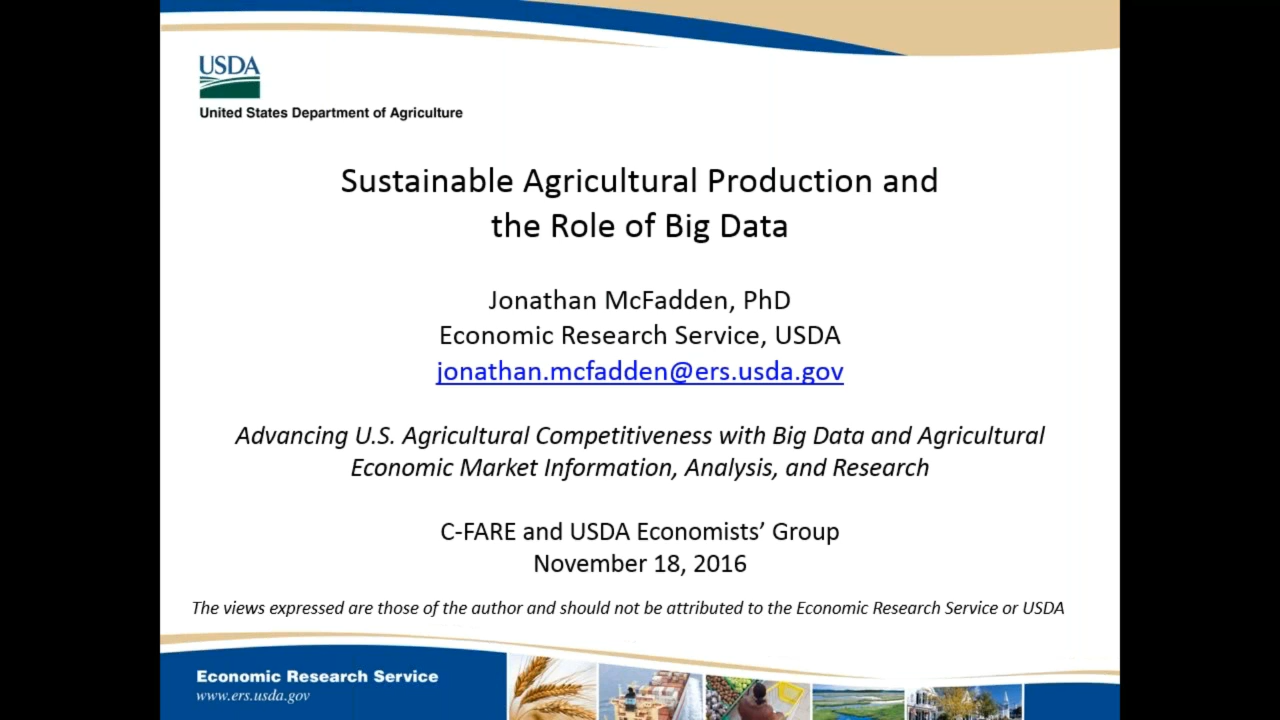 USDA
United States Department of Agriculture
Sustainable Agricultural Production and
the Role of Big Data
Jonathan McFadden, PhD
Economic Research Service, USDA
jonathan.mcfadden@ers.usda.gov
Advancing U.S. Agricultural Competitiveness with Big Data and Agricultural
Economic Market Information, Analysis, and Research
C-FARE and USDA Economists’ Group
November 18, 2016
The views expressed are those of the author and should not be attributed to the Economic Research Service or USDA
Economic Research Service
www.ers.usda.gov